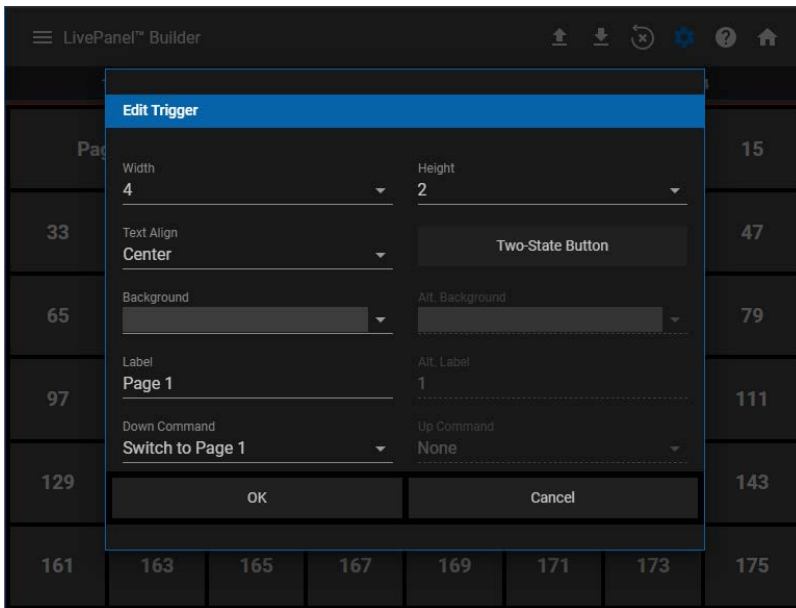 LivePanel™ Builder
Edit Trigger
Pag
15
Width
Height
4
2
33
Text Align
47
Center
Two-State Button
Background
Alt. Background
65
79
Label
Alt. Label
Page 1
1
97
111
Down Command
Up Command
Switch to Page 1
None
129
OK
Cancel
143
161 163 165 167 169 171 173 175